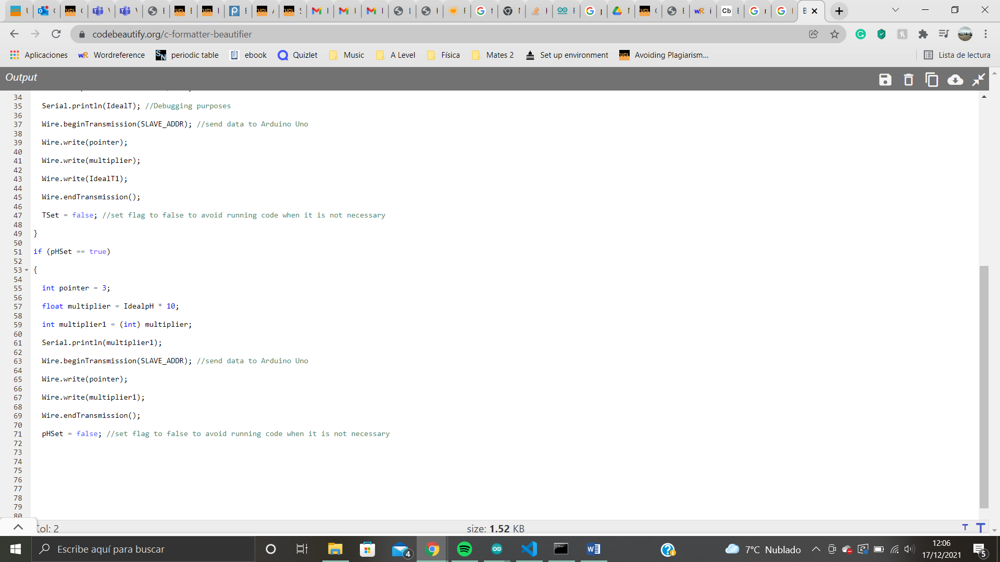 codebeautify.org/c-formatter-beautifier
Aplicaciones wR Wordreference SN periodic table ebook Quizlet Music A Level Física Mates 2 Set up environment UCL Avoiding Plagiarism... Lista de lectura
Output
34
35 Serial.println(IdealT); //Debugging purposes
36
37 Wire.beginTransmission(SLAVE_ADDR); //send data to Arduino Uno
38
39 Wire.write(pointer);
40
41 Wire.write(multiplier);
42
43 Wire.write(IdealT1);
44
45 Wire.endTransmission();
46
47 TSet = false; //set flag to false to avoid running code when it is not necessary
48
49 }
50
51 if (pHSet == true)
52
53 {
54
55 int pointer = 3;
56
57 float multiplier = IdealpH * 10;
58
59 int multiplier1 = (int) multiplier;
60
61 Serial.println(multiplier1);
62
63 Wire.beginTransmission(SLAVE_ADDR); //send data to Arduino Uno
64
65 Wire.write(pointer);
66
67 Wire.write(multiplier1);
68
69 Wire.endTransmission();
70
71 pHSet = false; //set flag to false to avoid running code when it is not necessary
72
73
74
75
76
77
78
79
80
Col: 2 size: 1.52 KB T T
Escribe aquí para buscar 4 7°C Nublado 12:06
17/12/2021 5